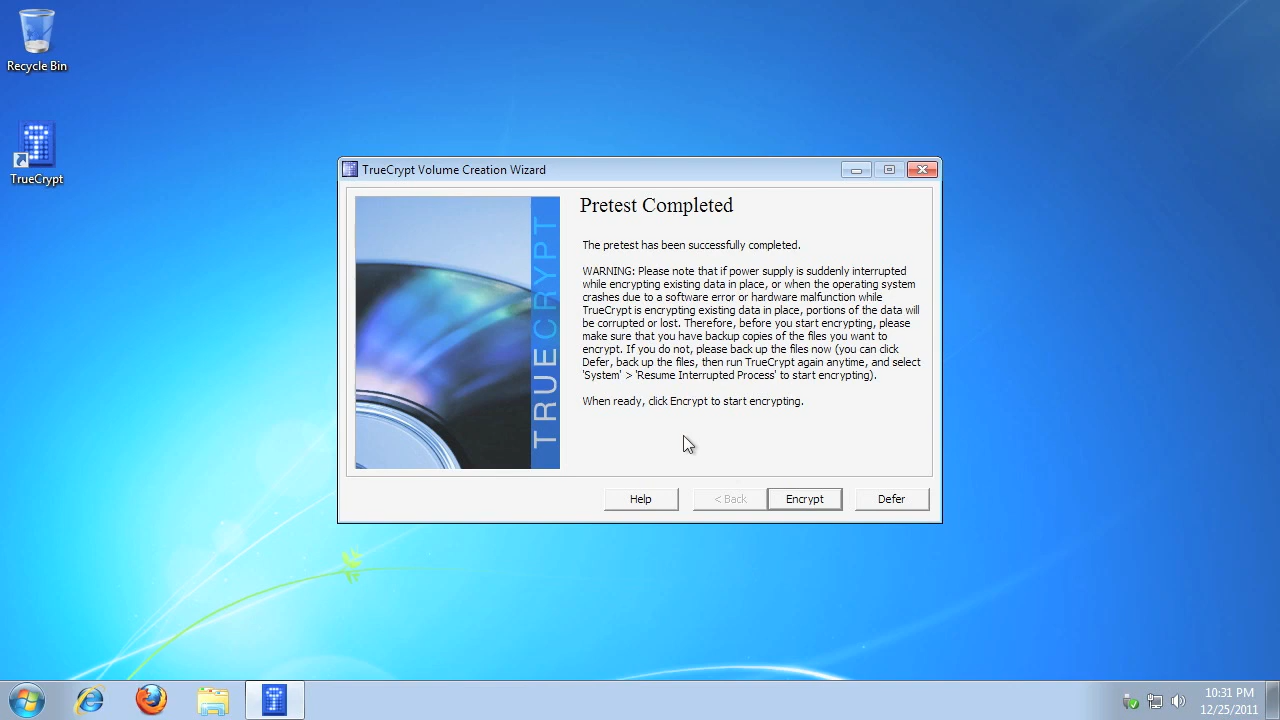 Recycle Bin
TrueCrypt
TrueCrypt Volume Creation Wizard
TRUECRYPT
Pretest Completed
The pretest has been successfully completed.
WARNING: Please note that if power supply is suddenly interrupted
while encrypting existing data in place, or when the operating system
crashes due to a software error or hardware malfunction while
TrueCrypt is encrypting existing data in place, portions of the data will
be corrupted or lost. Therefore, before you start encrypting, please
make sure that you have backup copies of the files you want to
encrypt. If you do not, please back up the files now (you can click
Defer, back up the files, then run TrueCrypt again anytime, and select
'System' > 'Resume Interrupted Process' to start encrypting).
When ready, click Encrypt to start encrypting.
Help
< Back
Encrypt
Defer
10:31 PM
12/25/2011